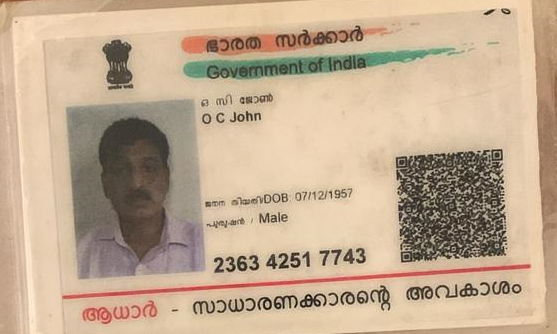 ഭാരത സർക്കാർ
Government of India
ഒ സി ജോൺ
O C John
ജനന തിയതി/DOB: 07/12/1957
പുരുഷൻ / Male
2363 4251 7743
ആധാർ - സാധാരണക്കാരന്റെ അവകാശം